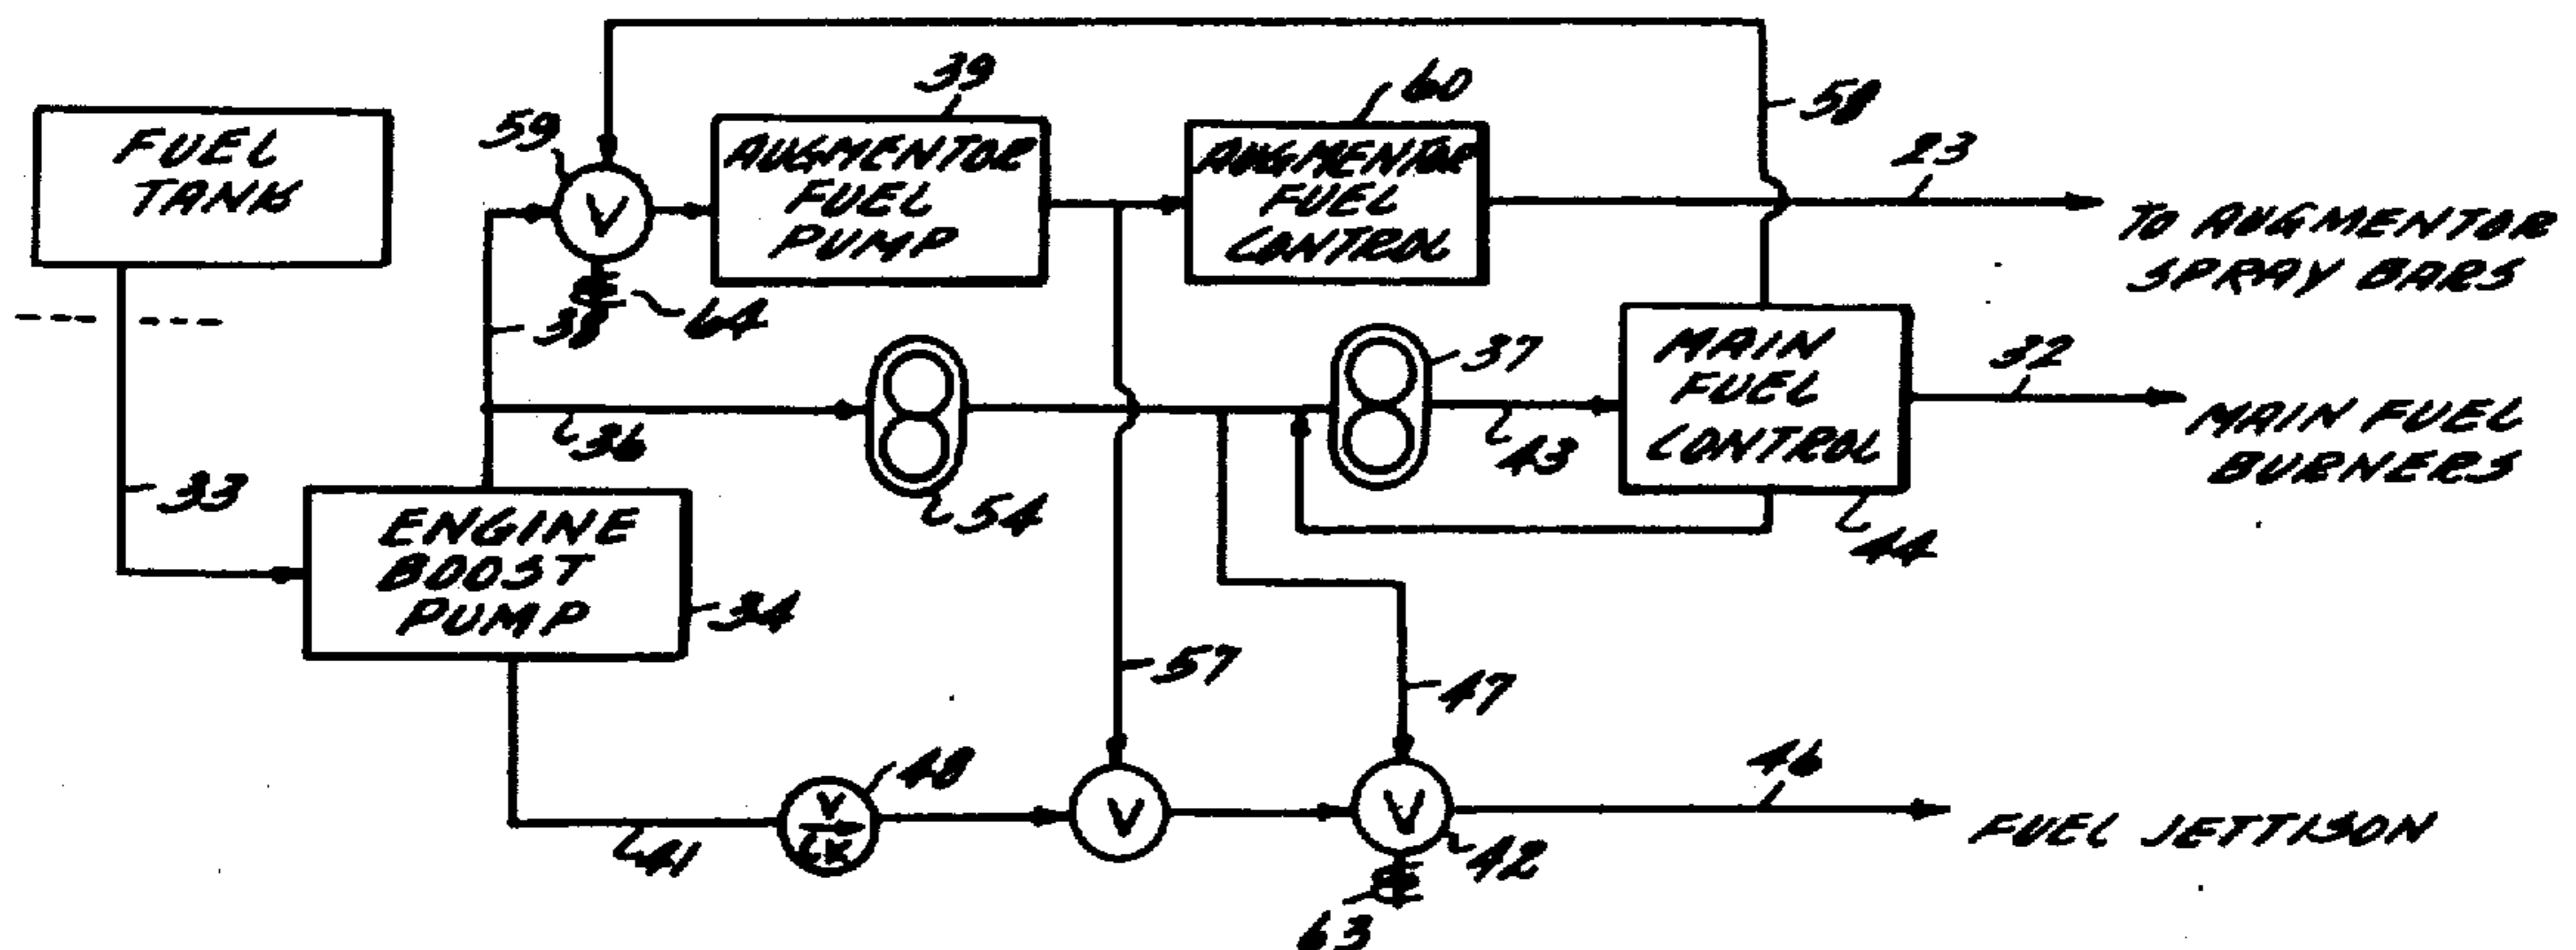 FUEL
TANK
33
59
V
64
38
39
AUGMENTOR
FUEL
PUMP
60
AUGMENTOR
FUEL
CONTROL
58
23
TO AUGMENTOR
SPRAY BARS
36
54
37
43
MAIN
FUEL
CONTROL
44
32
MAIN FUEL
BURNERS
ENGINE
BOOST
PUMP
34
57
47
41
V
CK
48
V
V
42
63
46
FUEL JETTISON